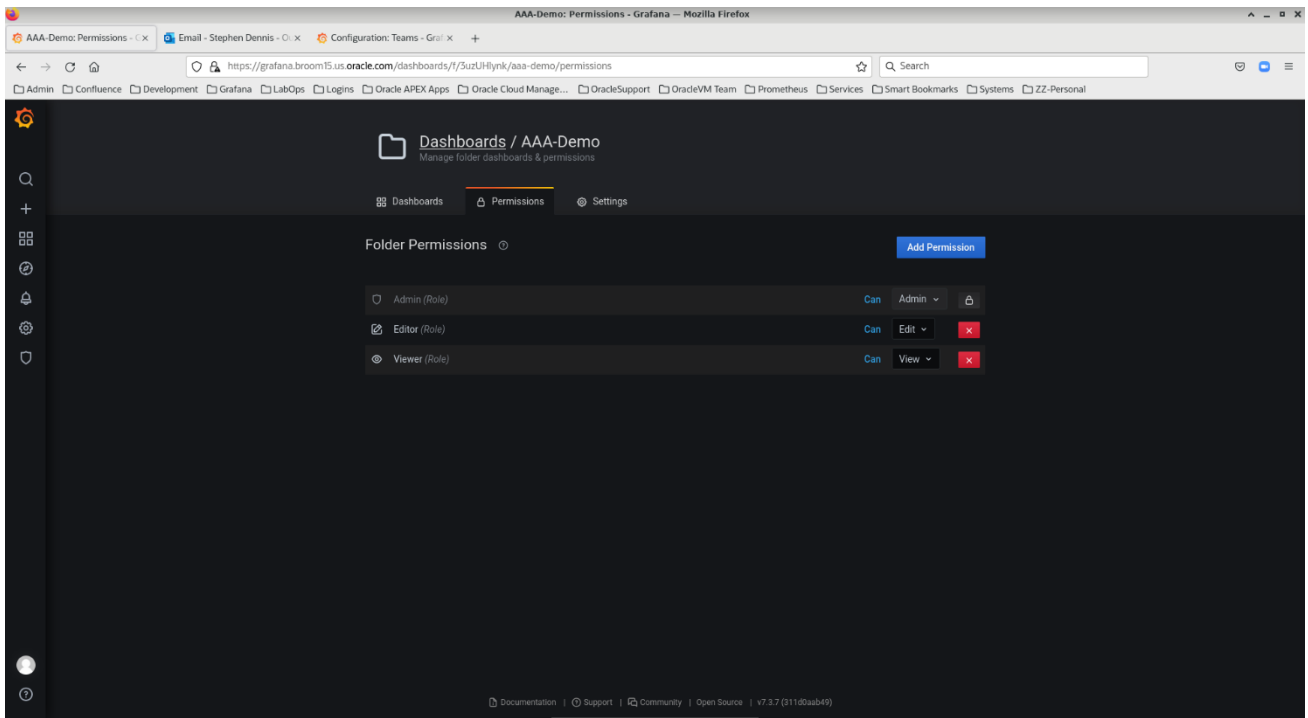 AAA-Demo: Permissions - Grafana — Mozilla Firefox
AAA-Demo: Permissions - G Email - Stephen Dennis - Ou Configuration: Teams - Graf
https://grafana.broom15.us.oracle.com/dashboards/f/3uzUHlynk/aaa-demo/permissions Search
Admin Confluence Development Grafana LabOps Logins Oracle APEX Apps Oracle Cloud Manage... OracleSupport OracleVM Team Prometheus Services Smart Bookmarks Systems ZZ-Personal
Dashboards / AAA-Demo
Manage folder dashboards & permissions
Dashboards Permissions Settings
Folder Permissions Add Permission
Admin (Role) Can Admin
Editor (Role) Can Edit
Viewer (Role) Can View
Documentation | Support | Community | Open Source | v7.3.7 (311d0aab49)